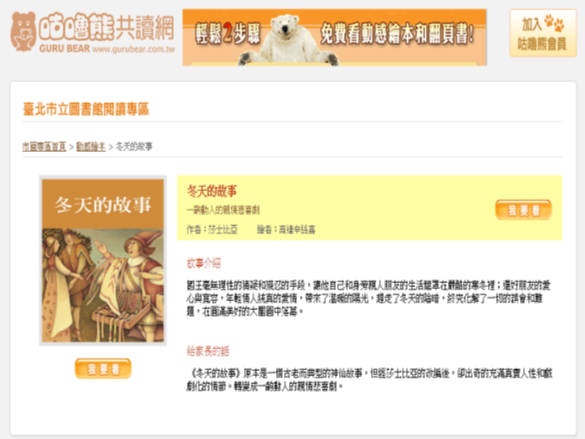 咕嚕熊共讀網
GURU BEAR www.gurubear.com.tw
輕鬆2步驟 免費看動感繪本和翻頁書!
加入
咕嚕熊會員
臺北市立圖書館閱讀專區
市圖專區首頁 > 動感繪本 > 冬天的故事
冬天的故事
冬天的故事
一齣動人的親情悲喜劇
作者:莎士比亞
我要看
故事介紹
國王毫無理性的猜疑和殘忍的手段,讓他自己和身旁親人朋友的生活籠罩在嚴酷的寒冬裡;還好朋友的愛
心與寬容,年輕情人純真的愛情,帶來了溫暖的陽光,趕走了冬天的陰暗,終究化解了一切的誤會和難
題,在圓滿美好的大團圓中落幕。
我要看
給家長的話
《冬天的故事》原本是一個古老而典型的神仙故事,但經莎士比亞的改編後,卻出奇的充滿真實人性和戲
劇化的情節。轉變成一齣動人的親情悲喜劇。